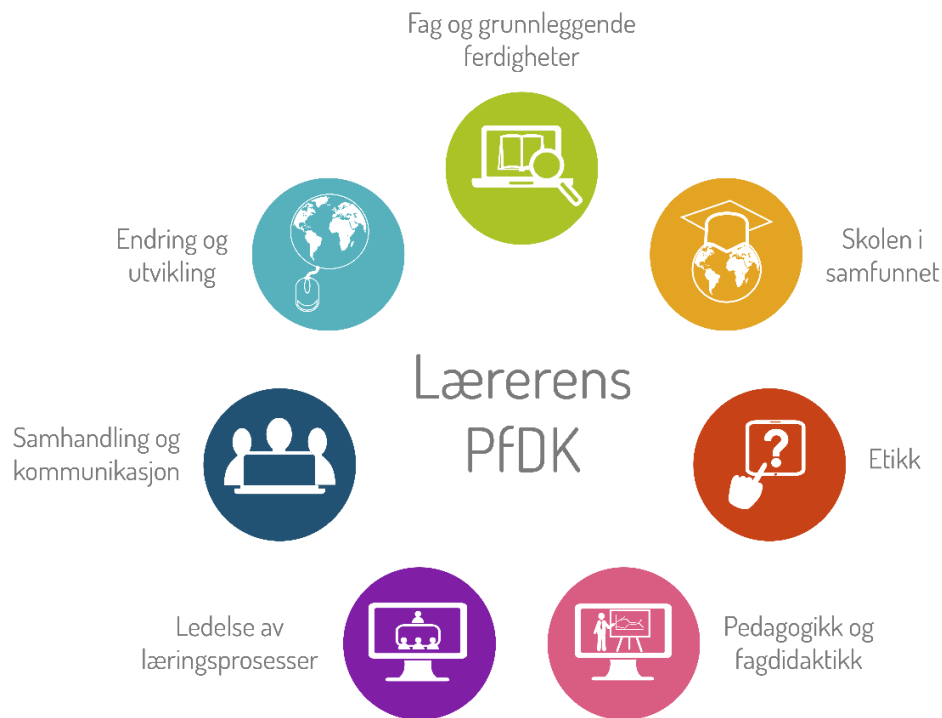 Fag og grunnleggende
ferdigheter
Skolen i
samfunnet
Etikk
Pedagogikk og
fagdidaktikk
Ledelse av
læringsprosesser
Samhandling og
kommunikasjon
Endring og
utvikling
Lærerens
PfDK
?